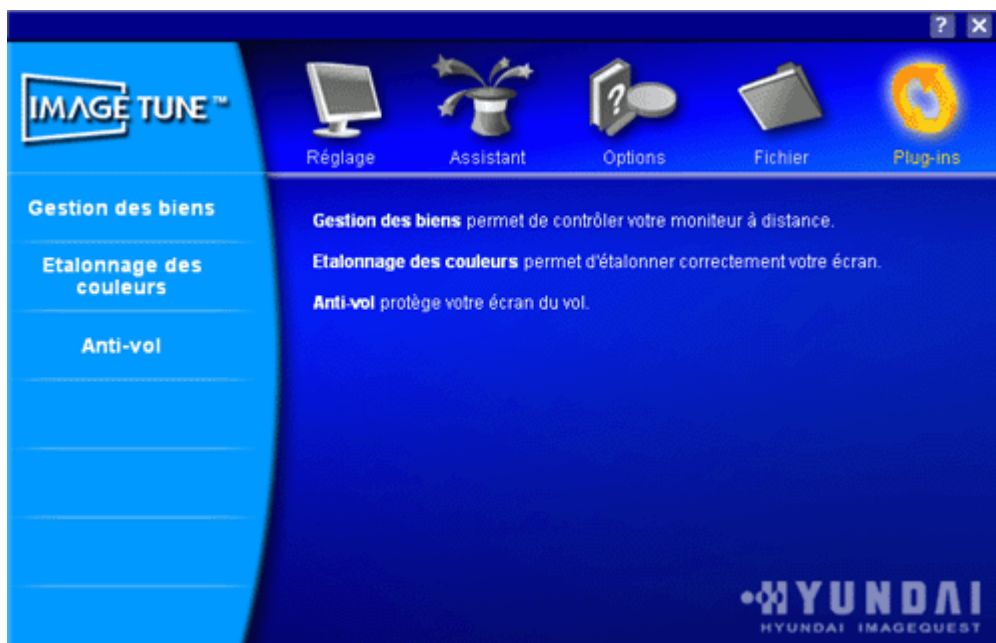 ?
IMAGE TUNE™
Réglage
Assistant
Options
Fichier
Plug-ins
Gestion des biens
Etalonnage des
couleurs
Anti-vol
Gestion des biens permet de contrôler votre moniteur à distance.
Etalonnage des couleurs permet d'étalonner correctement votre écran.
Anti-vol protège votre écran du vol.
HYUNDAI
HYUNDAI IMAGEQUEST